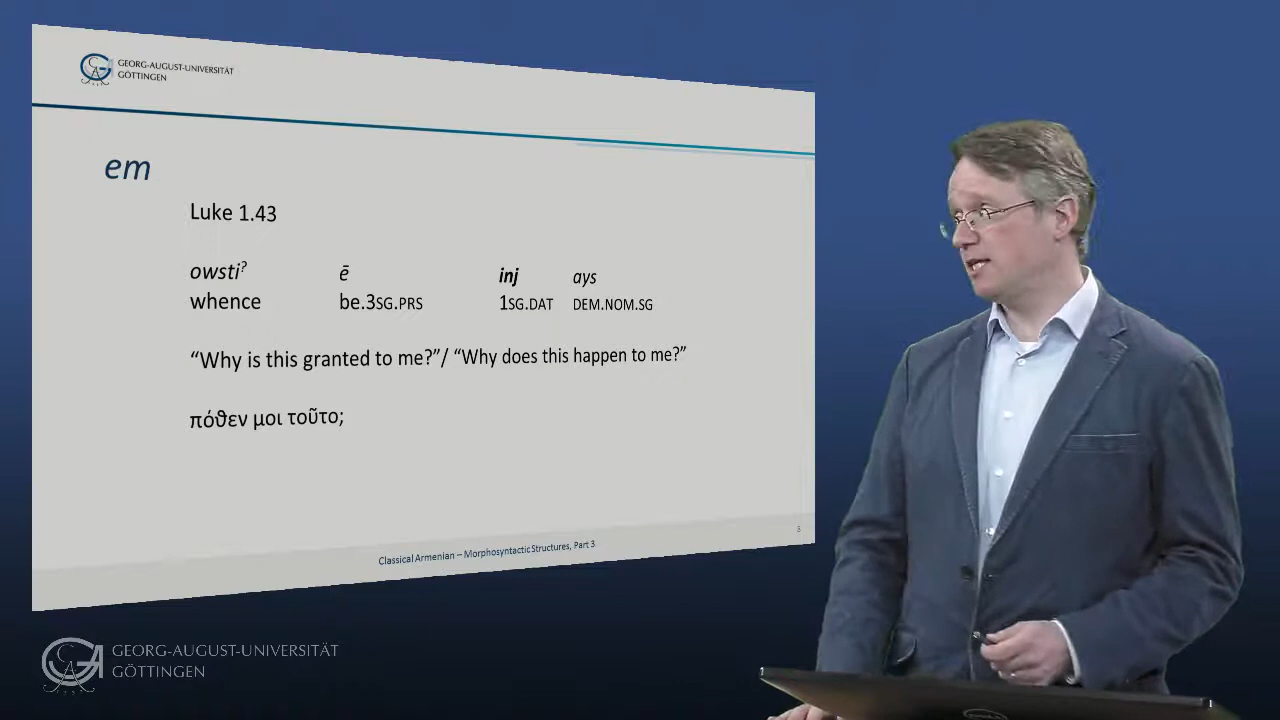 GEORG-AUGUST-UNIVERSITÄT
GÖTTINGEN
em
Luke 1.43
owsti? ē inj ays
whence be.3SG.PRS 1SG.DAT DEM.NOM.SG
“Why is this granted to me?”/ “Why does this happen to me?”
πόθεν μοι τοῦτο;
Classical Armenian – Morphosyntactic Structures, Part 3
GEORG-AUGUST-UNIVERSITÄT
GÖTTINGEN